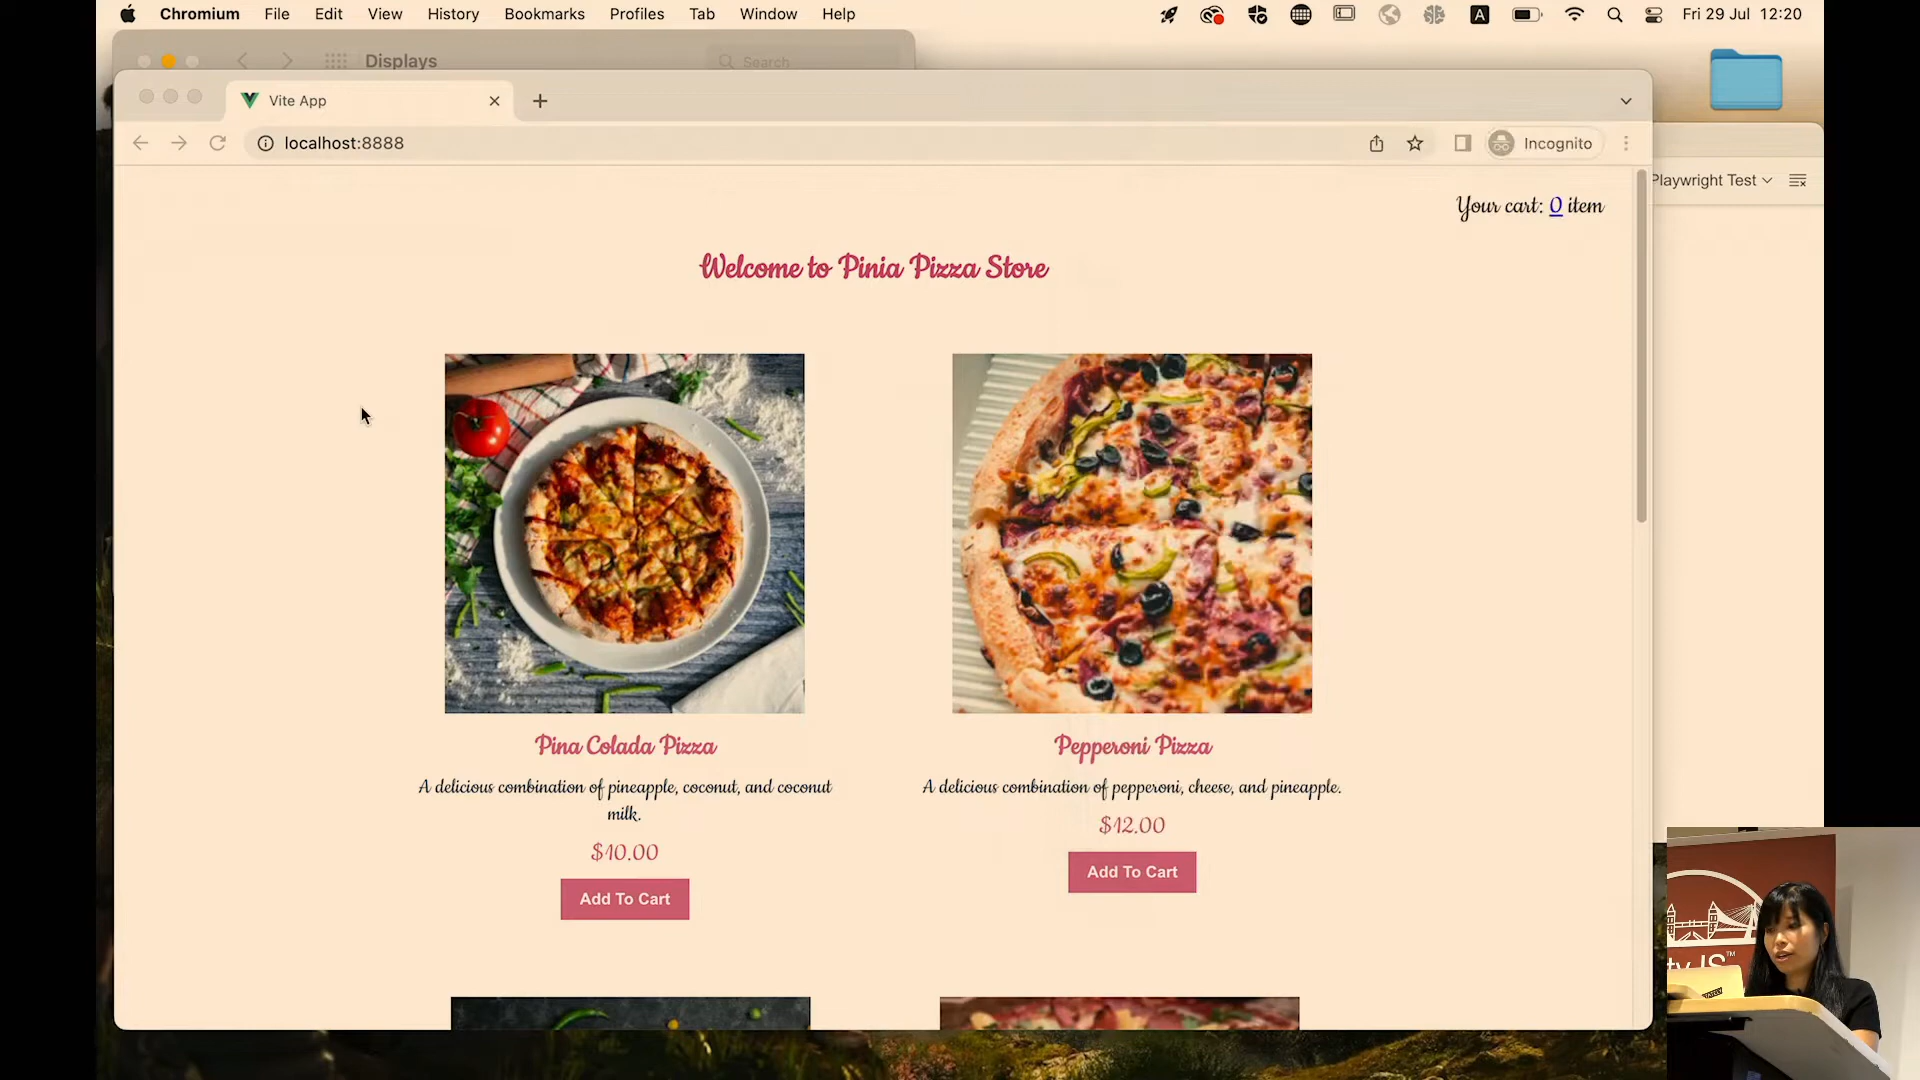 Chromium File Edit View History Bookmarks Profiles Tab Window Help
A
Fri 29 Jul 12:20
Displays
Search
Vite App
localhost:8888
Incognito
Playwright Test
Your cart: 0 item
Welcome to Pinia Pizza Store
Pina Colada Pizza
A delicious combination of pineapple, coconut, and coconut
milk.
$10.00
Add To Cart
Pepperoni Pizza
A delicious combination of pepperoni, cheese, and pineapple.
$12.00
Add To Cart
ty JS™